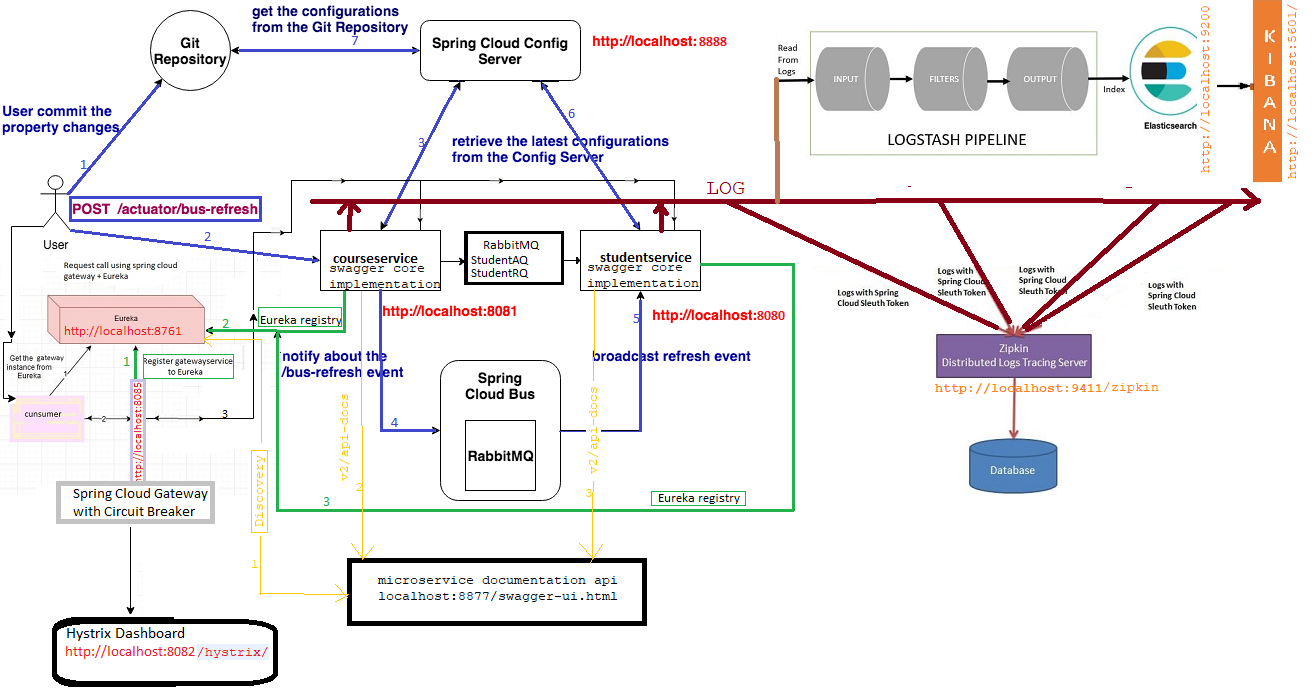 get the configurations
from the Git Repository
7
Git
Repository
Spring Cloud Config
Server
http://localhost:8888
User commit the
property changes
1
3
6
retrieve the latest configurations
from the Config Server
Read
From
Logs
INPUT
FILTERS
OUTPUT
LOGSTASH PIPELINE
Index
Elasticsearch
http://localhost:9200
KIBANA
http://localhost:5601/
LOG
POST /actuator/bus-refresh
2
User
courseservice
swagger core
implementation
RabbitMQ
StudentAQ
StudentRQ
studentservice
swagger core
implementation
http://localhost:8081
http://localhost:8080
5
Request call using spring cloud
gateway + Eureka
Eureka
http://localhost:8761
2
Eureka registry
Get the gateway
instance from
Eureka
1
1
Register gatewayservice
to Eureka
http://localhost:8085
cunsumer
2
3
notify about the
/bus-refresh event
broadcast refresh event
4
Spring
Cloud Bus
RabbitMQ
v2/api-docs
2
v2/api-docs
3
Discovery
1
3
Eureka registry
Spring Cloud Gateway
with Circuit Breaker
microservice documentation api
localhost:8877/swagger-ui.html
Hystrix Dashboard
http://localhost:8082/hystrix/
Logs with Spring
Cloud Sleuth Token
Logs with
Spring Cloud
Sleuth Token
Logs with
Spring Cloud
Sleuth Token
Logs with
Spring Cloud
Sleuth Token
Zipkin
Distributed Logs Tracing Server
http://localhost:9411/zipkin
Database